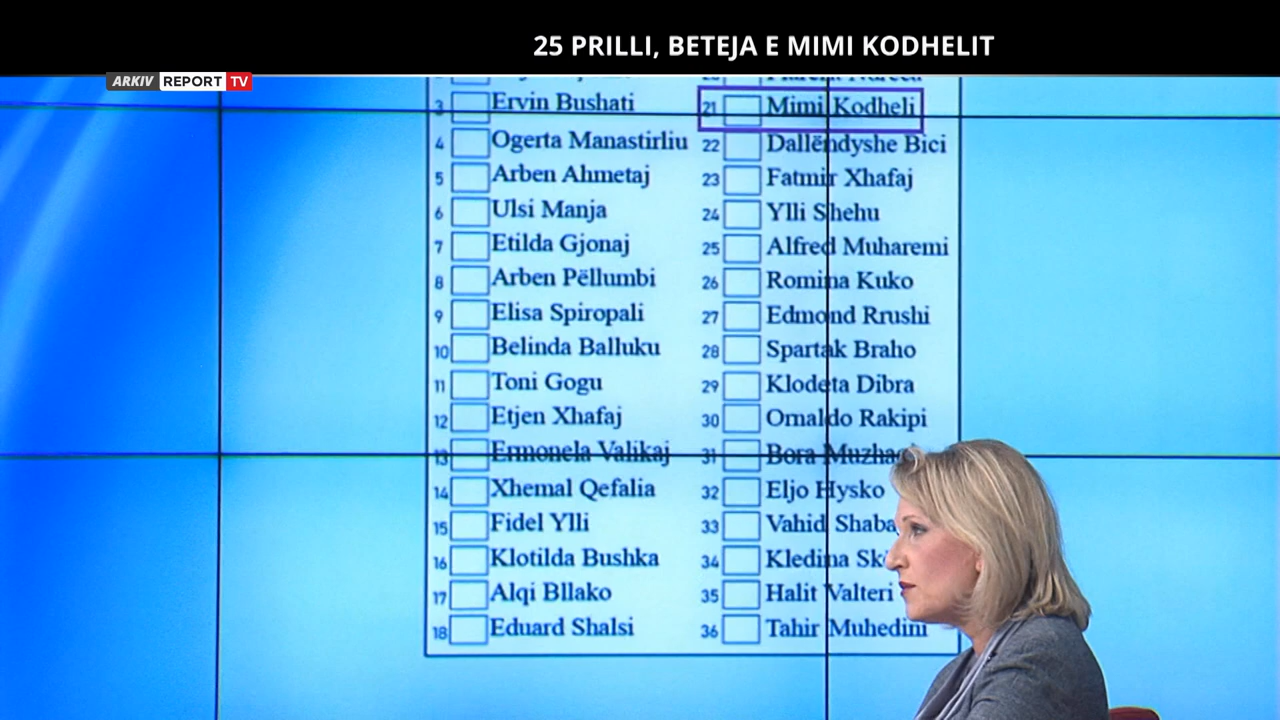 25 PRILLI, BETEJA E MIMI KODHELIT
ARKIV REPORT TV
3 Ervin Bushati
4 Ogerta Manastirliu
5 Arben Ahmetaj
6 Ulsi Manja
7 Etilda Gjonaj
8 Arben Pëllumbi
9 Elisa Spiropali
10 Belinda Balluku
11 Toni Gogu
12 Etjen Xhafaj
13 Ermonela Valikaj
14 Xhemal Qefalia
15 Fidel Ylli
16 Klotilda Bushka
17 Alqi Bllako
18 Eduard Shalsi
21 Mimi Kodheli
22 Dallëndyshe Bici
23 Fatmir Xhafaj
24 Ylli Shehu
25 Alfred Muharemi
26 Romina Kuko
27 Edmond Rrushi
28 Spartak Braho
29 Klodeta Dibra
30 Ornaldo Rakipi
31 Bora
32 Eljo Hysko
33 Vahid
34 Kledina
35 Halit Valteri
36 Tahir Muhedini